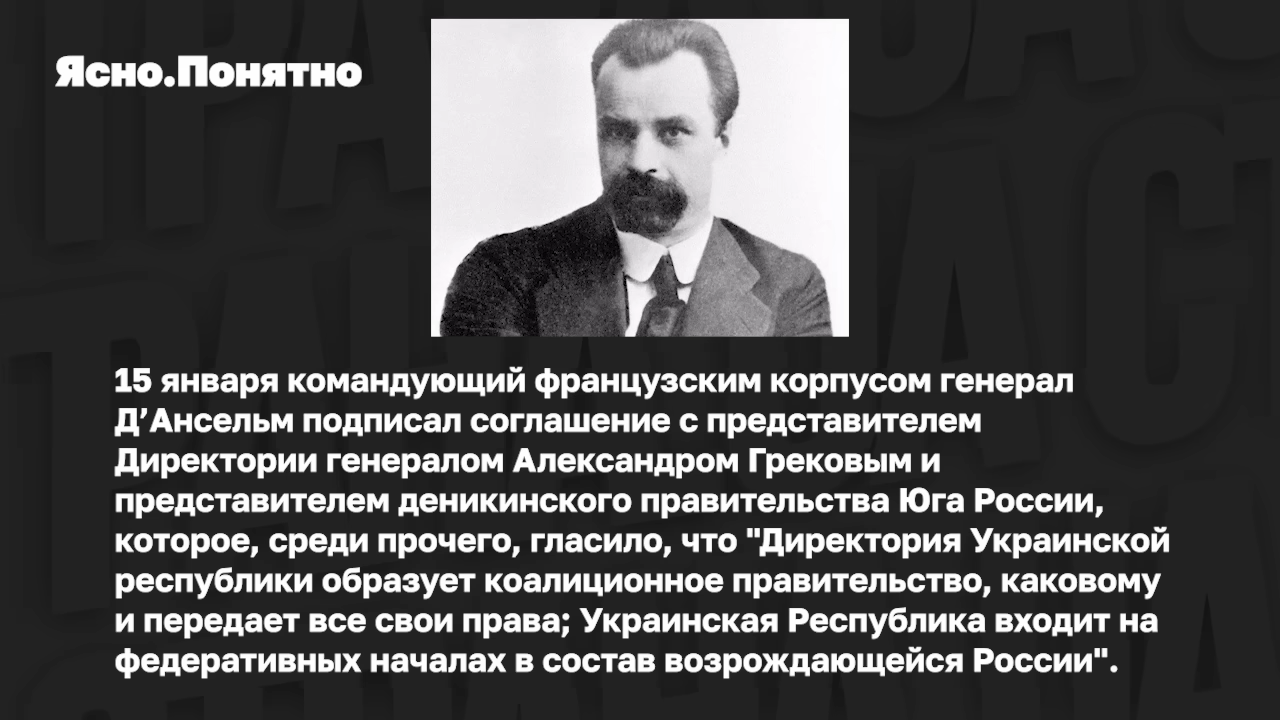 Ясно.Понятно
15 января командующий французским корпусом генерал
Д’Ансельм подписал соглашение с представителем
Директории генералом Александром Грековым и
представителем деникинского правительства Юга России,
которое, среди прочего, гласило, что "Директория Украинской
республики образует коалиционное правительство, каковому
и передает все свои права; Украинская Республика входит на
федеративных началах в состав возрождающейся России".